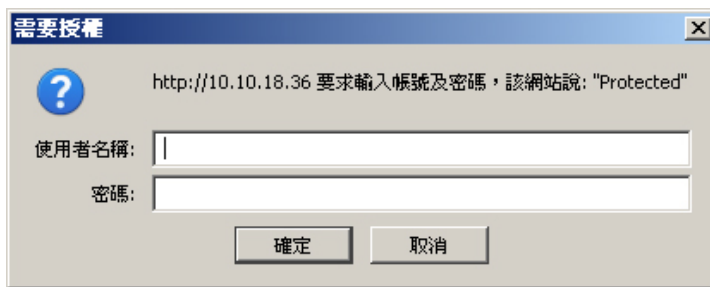 需要授權
http://10.10.18.36 要求輸入帳號及密碼，該網站說: "Protected"
使用者名稱:
密碼:
確定
取消